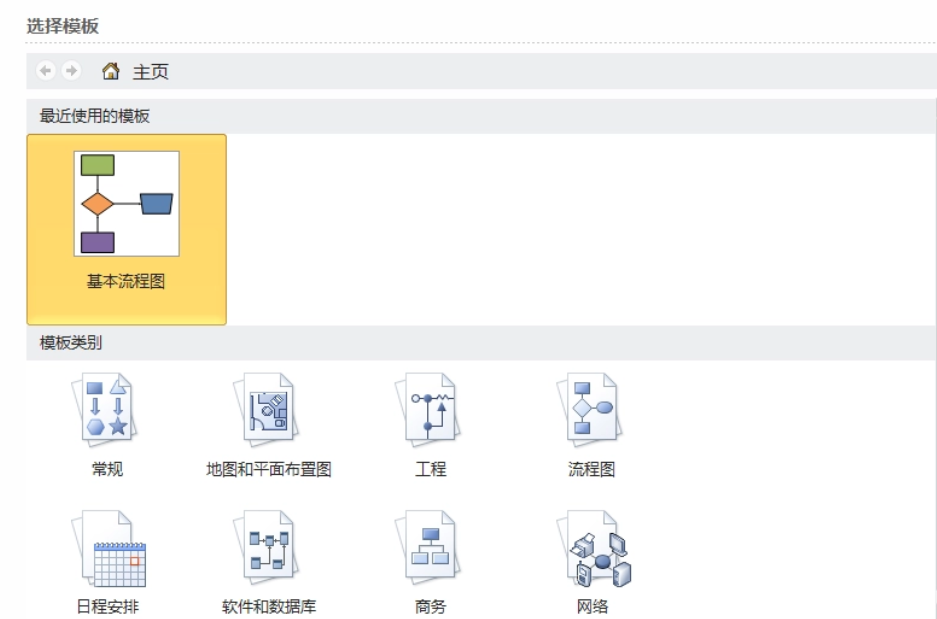 选择模板
主页
最近使用的模板
基本流程图
模板类别
常规 地图和平面布置图 工程 流程图
日程安排 软件和数据库 商务 网络